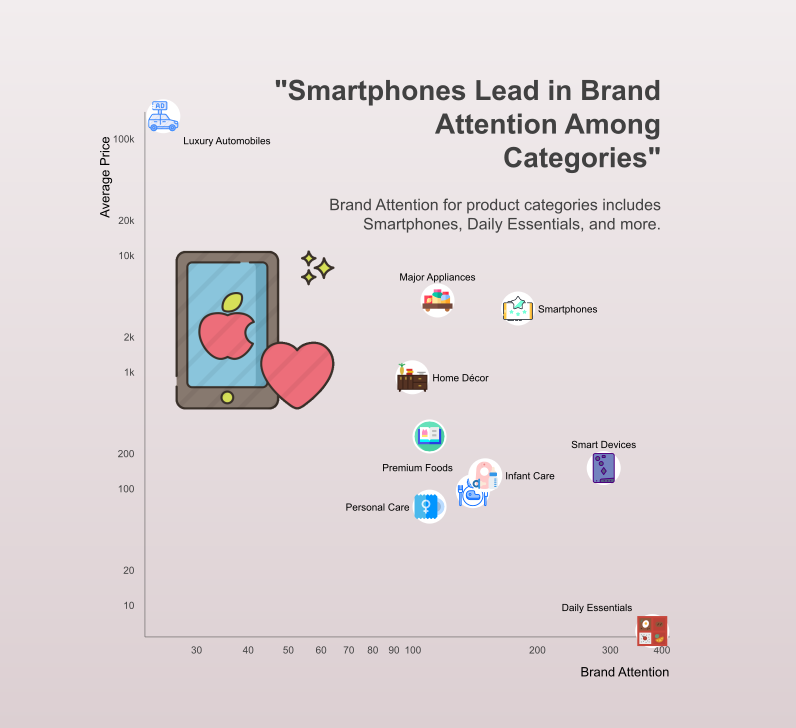 "Smartphones Lead in Brand
Attention Among
Categories"
Brand Attention for product categories includes
Smartphones, Daily Essentials, and more.
Average Price
100k
20k
10k
2k
1k
200
100
20
10
AD
Luxury Automobiles
Major Appliances
Smartphones
Home Décor
Smart Devices
Premium Foods
Infant Care
Personal Care
Daily Essentials
30 40 50 60 70 80 90 100 200 300 400
Brand Attention